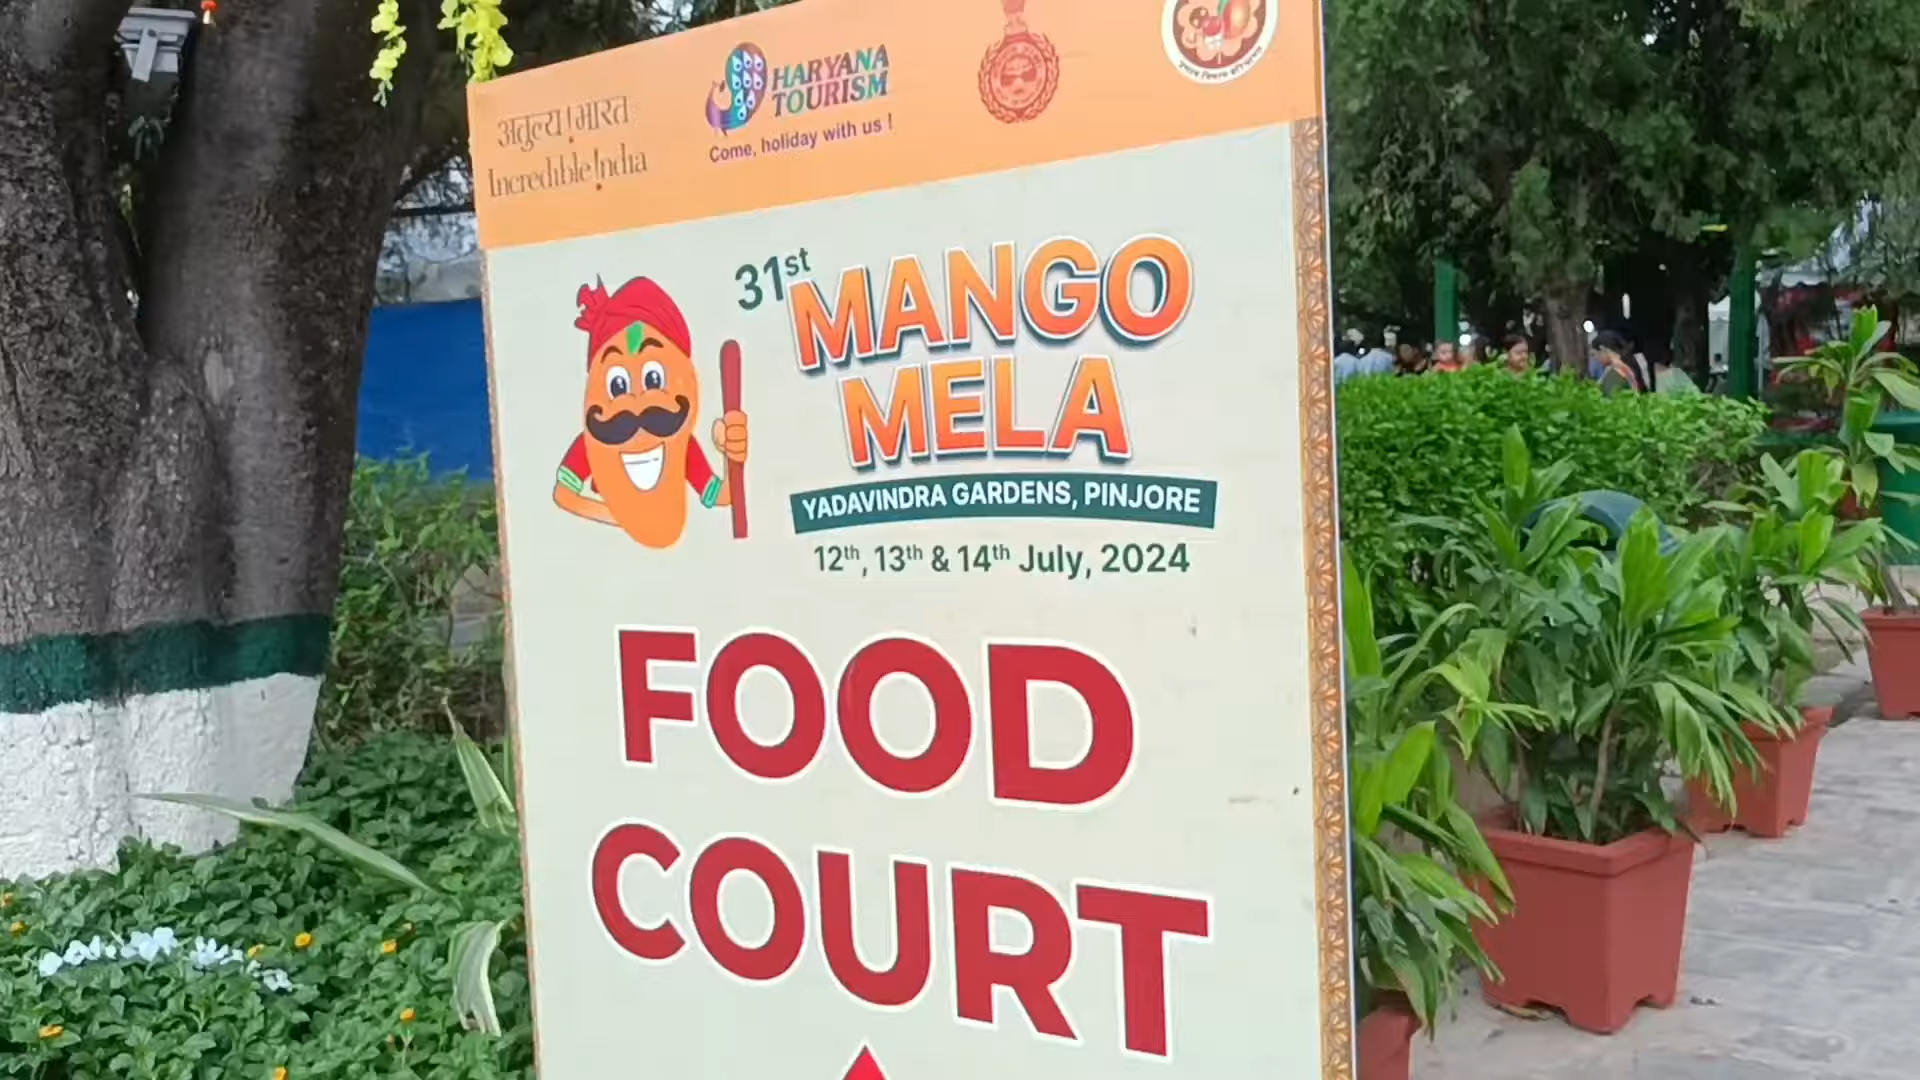 अतुल्य!भारत
Incredible!ndia
HARYANA
TOURISM
Come, holiday with us !
31st
MANGO
MELA
YADAVINDRA GARDENS, PINJORE
12th, 13th & 14th July, 2024
FOOD
COURT